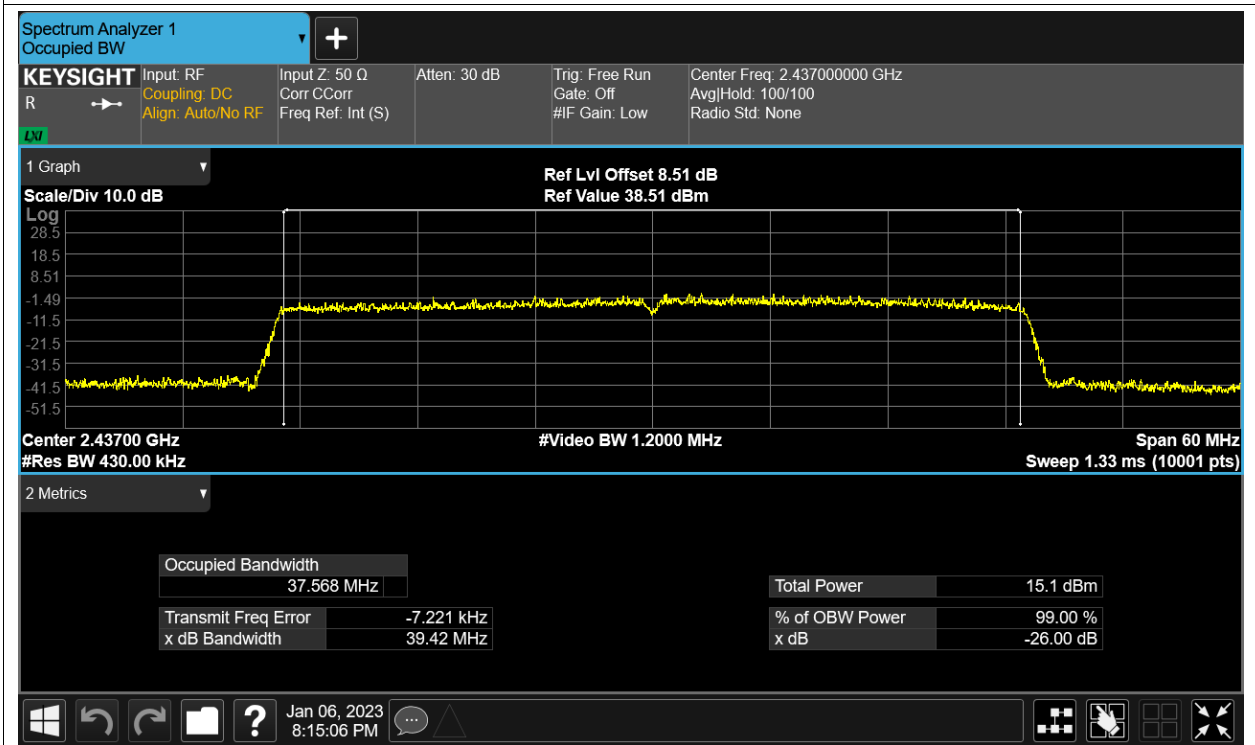 Spectrum Analyzer 1
Occupied BW
KEYSIGHT
R
LXI
Input: RF
Coupling: DC
Align: Auto/No RF
Input Z: 50 Ω
Corr CCorr
Freq Ref: Int (S)
Atten: 30 dB
Trig: Free Run
Gate: Off
#IF Gain: Low
Center Freq: 2.437000000 GHz
Avg|Hold: 100/100
Radio Std: None
1 Graph
Scale/Div 10.0 dB
Ref Lvl Offset 8.51 dB
Ref Value 38.51 dBm
Log
28.5
18.5
8.51
-1.49
-11.5
-21.5
-31.5
-41.5
-51.5
Center 2.43700 GHz
#Video BW 1.2000 MHz
Span 60 MHz
#Res BW 430.00 kHz
Sweep 1.33 ms (10001 pts)
2 Metrics
Occupied Bandwidth
37.568 MHz
Total Power 15.1 dBm
Transmit Freq Error -7.221 kHz
% of OBW Power 99.00 %
x dB Bandwidth 39.42 MHz
x dB -26.00 dB
?
Jan 06, 2023
8:15:06 PM